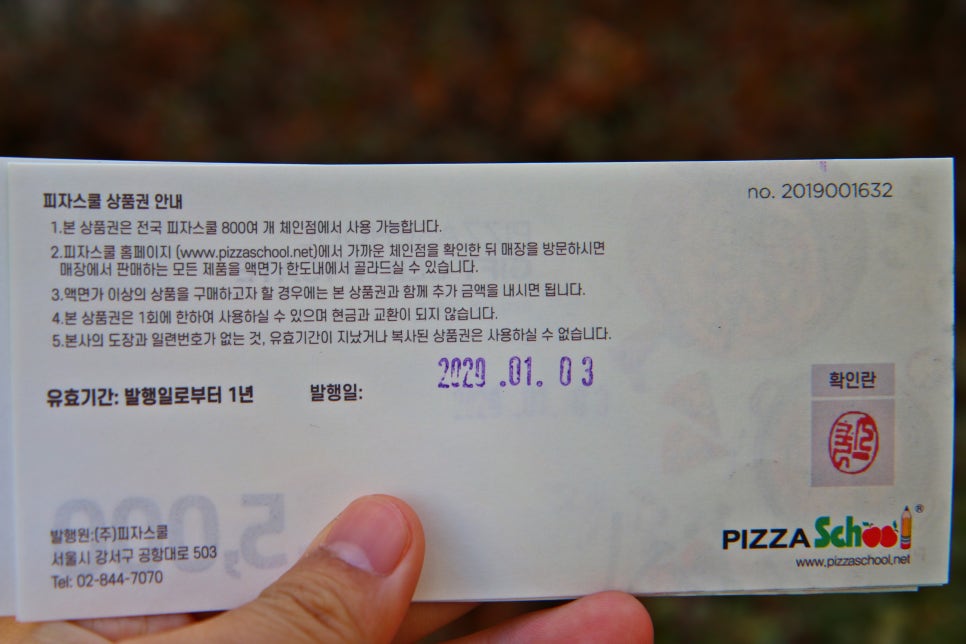 피자스쿨 상품권 안내
no. 2019001632
1.본 상품권은 전국 피자스쿨 800여 개 체인점에서 사용 가능합니다.
2.피자스쿨 홈페이지 (www.pizzaschool.net)에서 가까운 체인점을 확인한 뒤 매장을 방문하시면
매장에서 판매하는 모든 제품을 액면가 한도내에서 골라드실 수 있습니다.
3.액면가 이상의 상품을 구매하고자 할 경우에는 본 상품권과 함께 추가 금액을 내시면 됩니다.
4.본 상품권은 1회에 한하여 사용하실 수 있으며 현금과 교환이 되지 않습니다.
5.본사의 도장과 일련번호가 없는 것, 유효기간이 지났거나 복사된 상품권은 사용하실 수 없습니다.
유효기간: 발행일로부터 1년 발행일: 2029 .01. 03
확인란
발행원:(주)피자스쿨
서울시 강서구 공항대로 503
Tel: 02-844-7070
PIZZA School®
www.pizzaschool.net